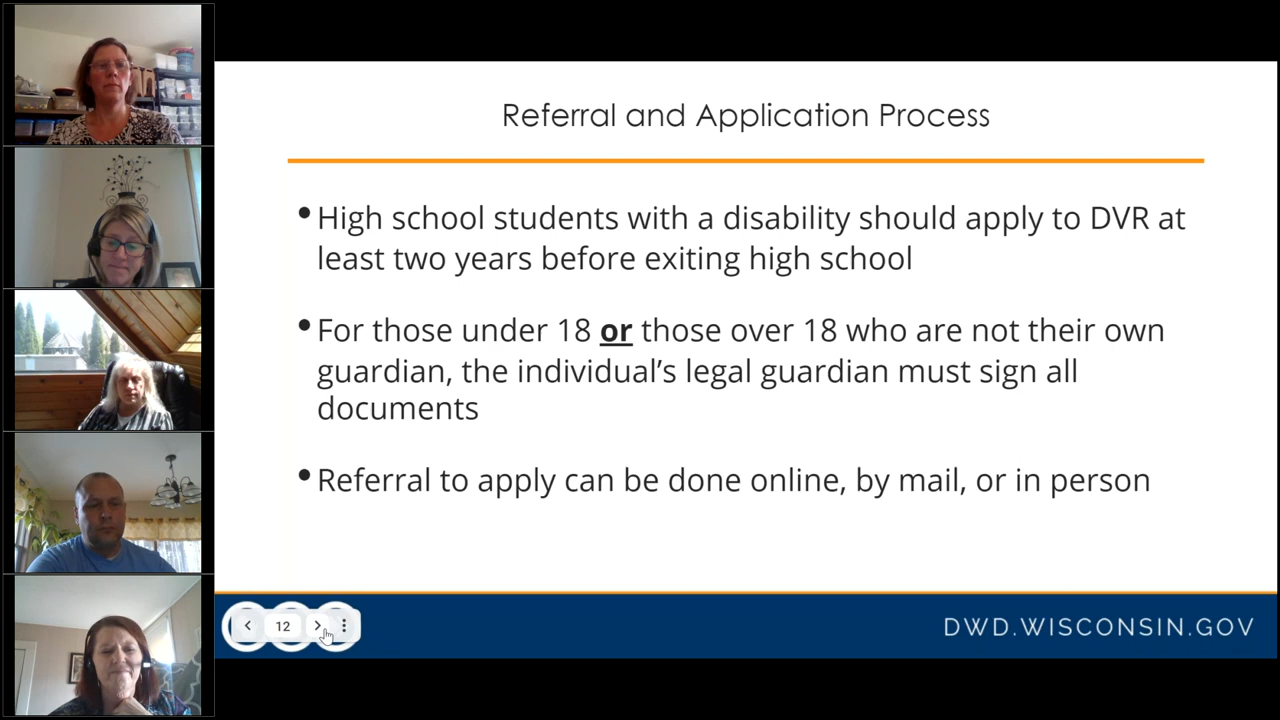 Referral and Application Process
•High school students with a disability should apply to DVR at
least two years before exiting high school
•For those under 18 or those over 18 who are not their own
guardian, the individual’s legal guardian must sign all
documents
•Referral to apply can be done online, by mail, or in person
12
DWD.WISCONSIN.GOV